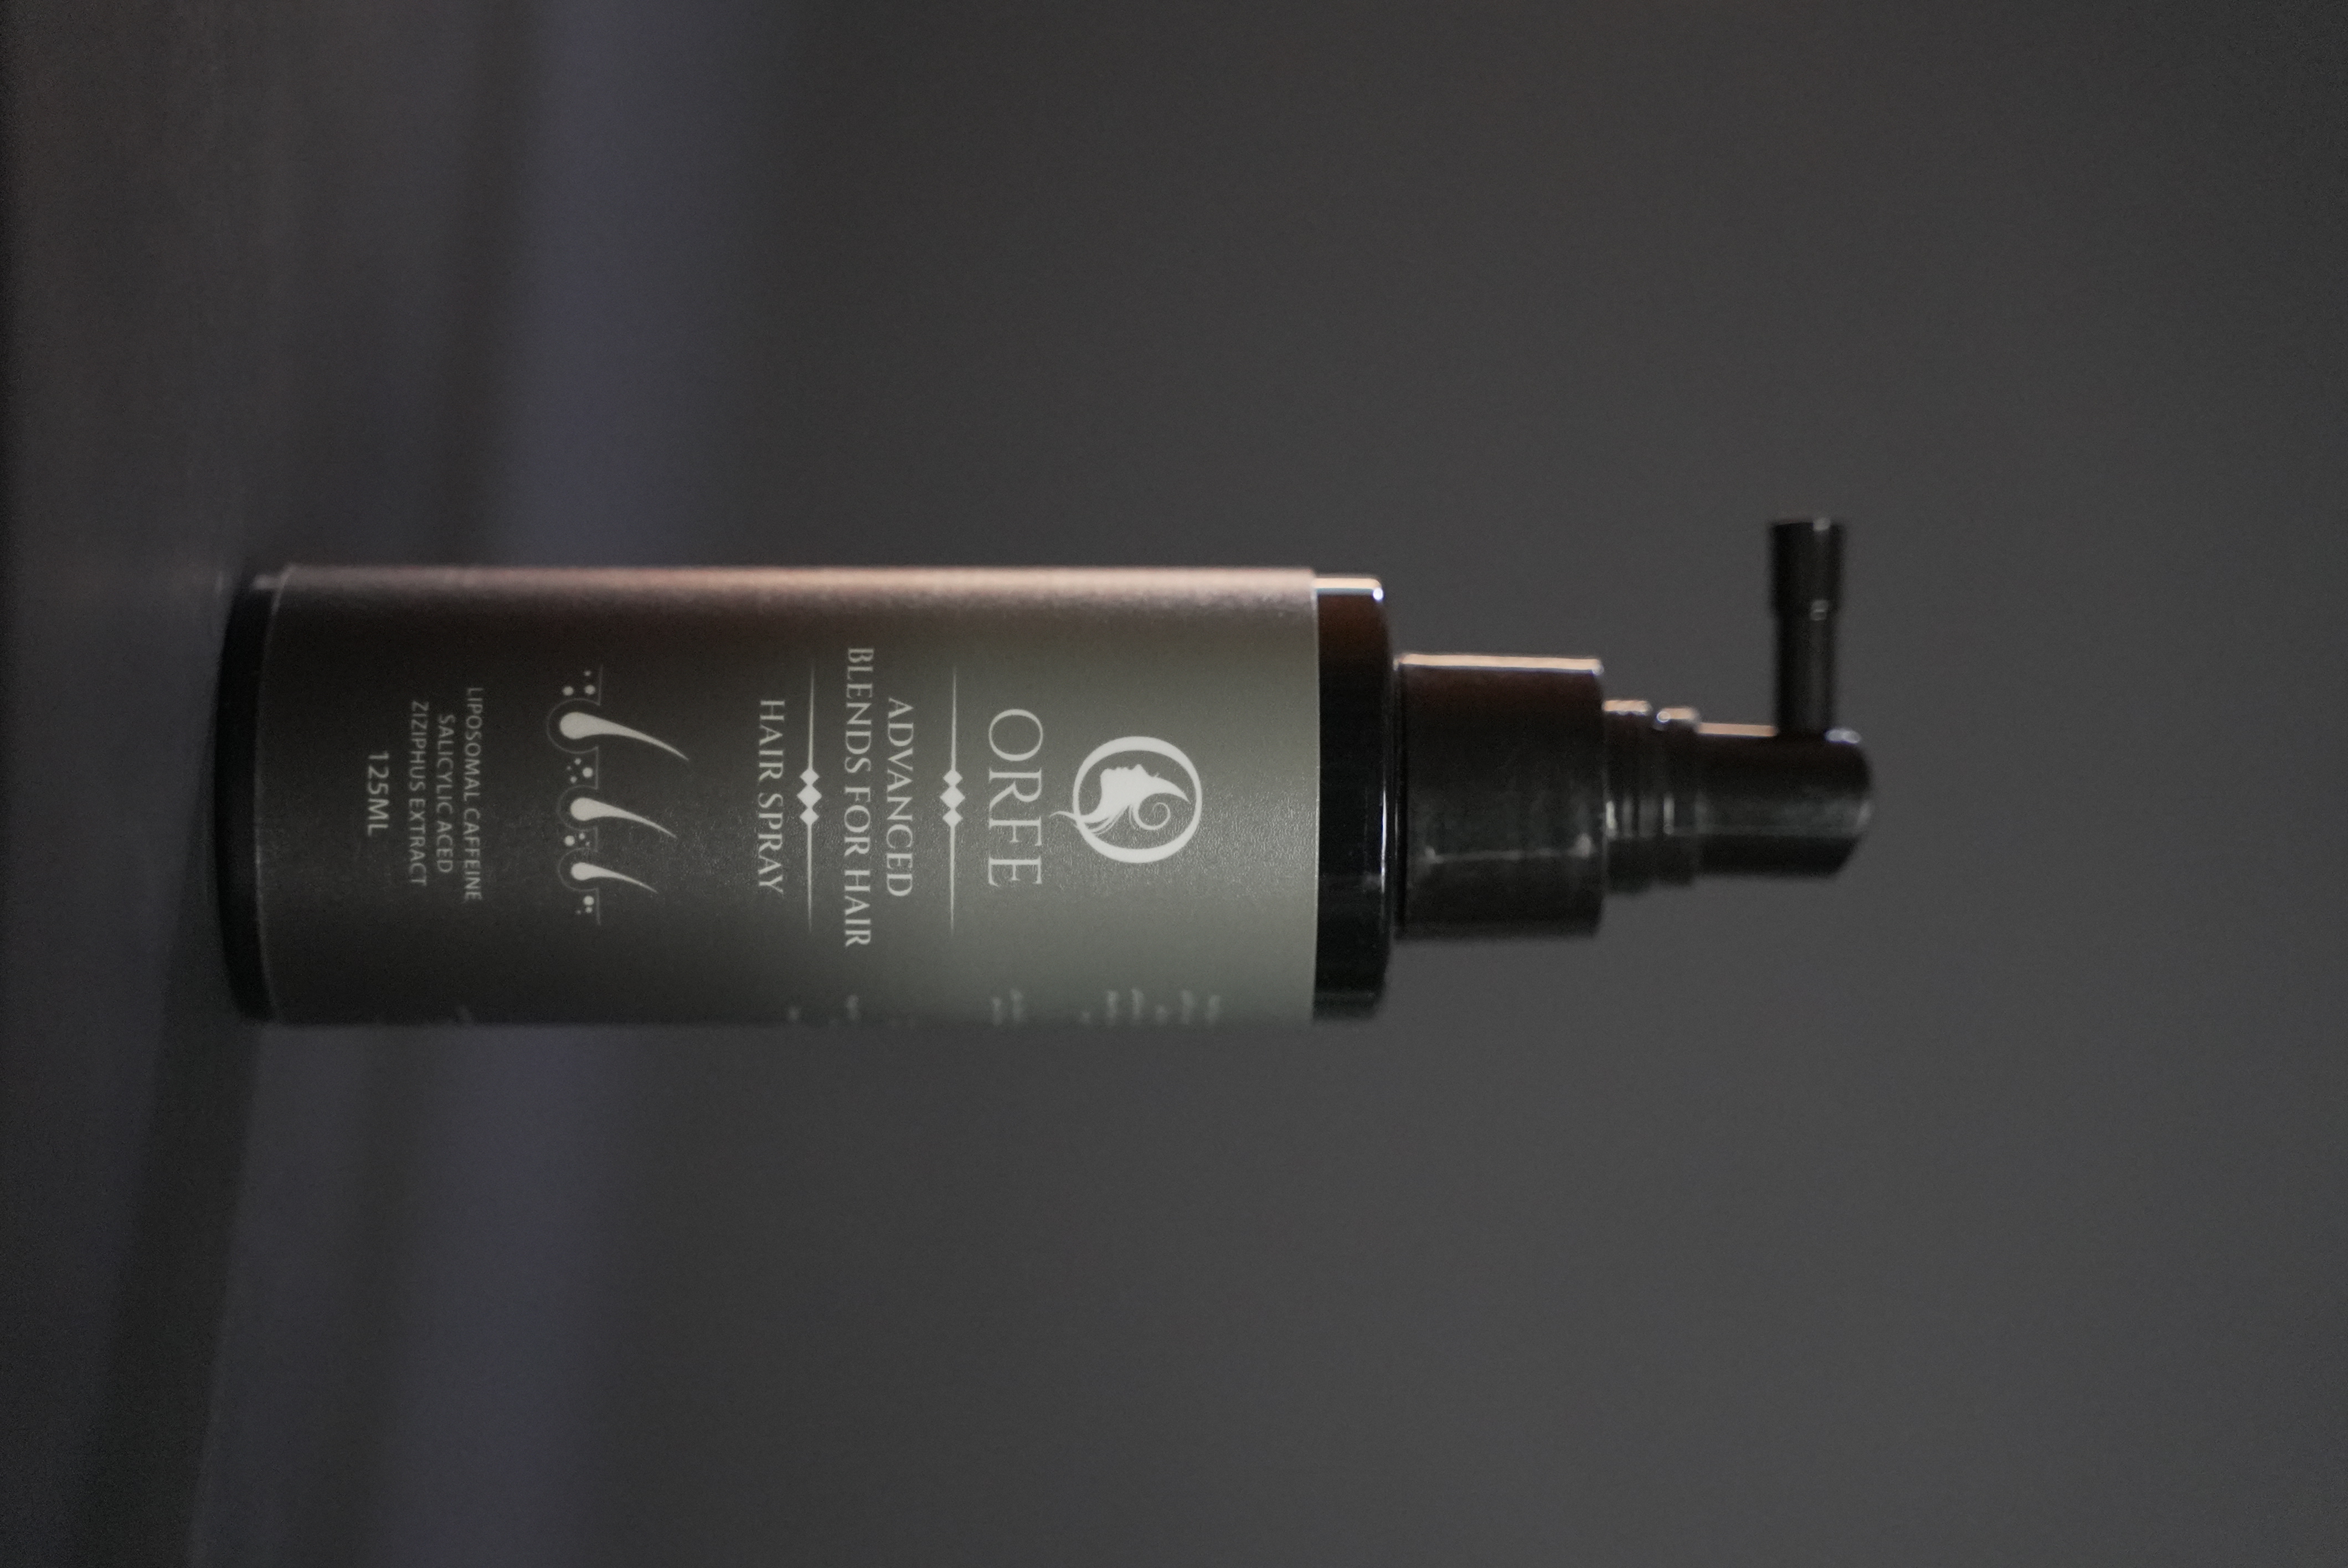 ORFE
ADVANCED
BLENDS FOR HAIR
HAIR SPRAY
LIPOSOMAL CAFFEINE
SALICYLIC ACED
ZIZIPHUS EXTRACT
125ML